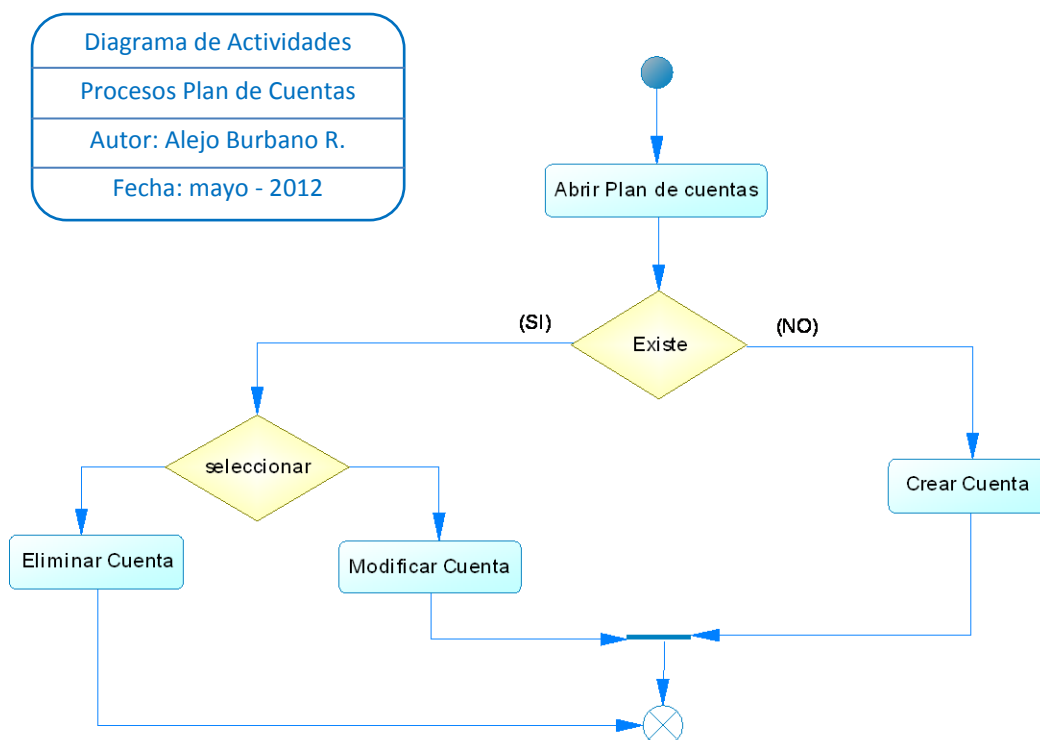 Diagrama de Actividades
Procesos Plan de Cuentas
Autor: Alejo Burbano R.
Fecha: mayo - 2012
Abrir Plan de cuentas
(SI)
(NO)
Existe
seleccionar
Crear Cuenta
Eliminar Cuenta
Modificar Cuenta